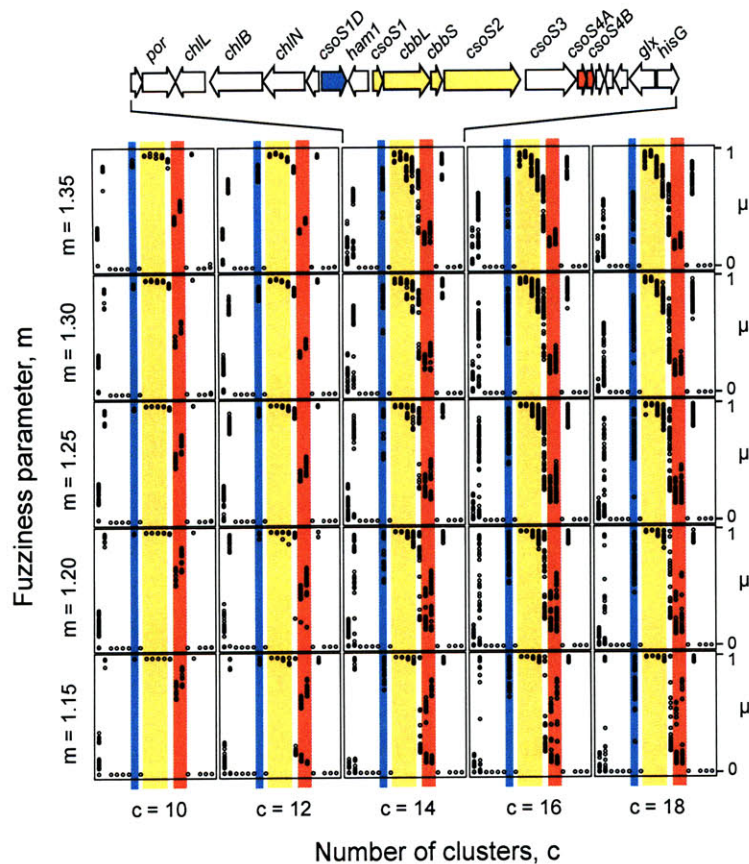 por
chlL
chlB
chlN
csoS1D
ham1
csoS1
cbbL
cbbS
csoS2
csoS3
csoS4A
csoS4B
glx
hisG
Fuzziness parameter, m
m = 1.35
1
μ
0
m = 1.30
1
μ
0
m = 1.25
1
μ
0
m = 1.20
1
μ
0
m = 1.15
1
μ
0
c = 10 c = 12 c = 14 c = 16 c = 18
Number of clusters, c